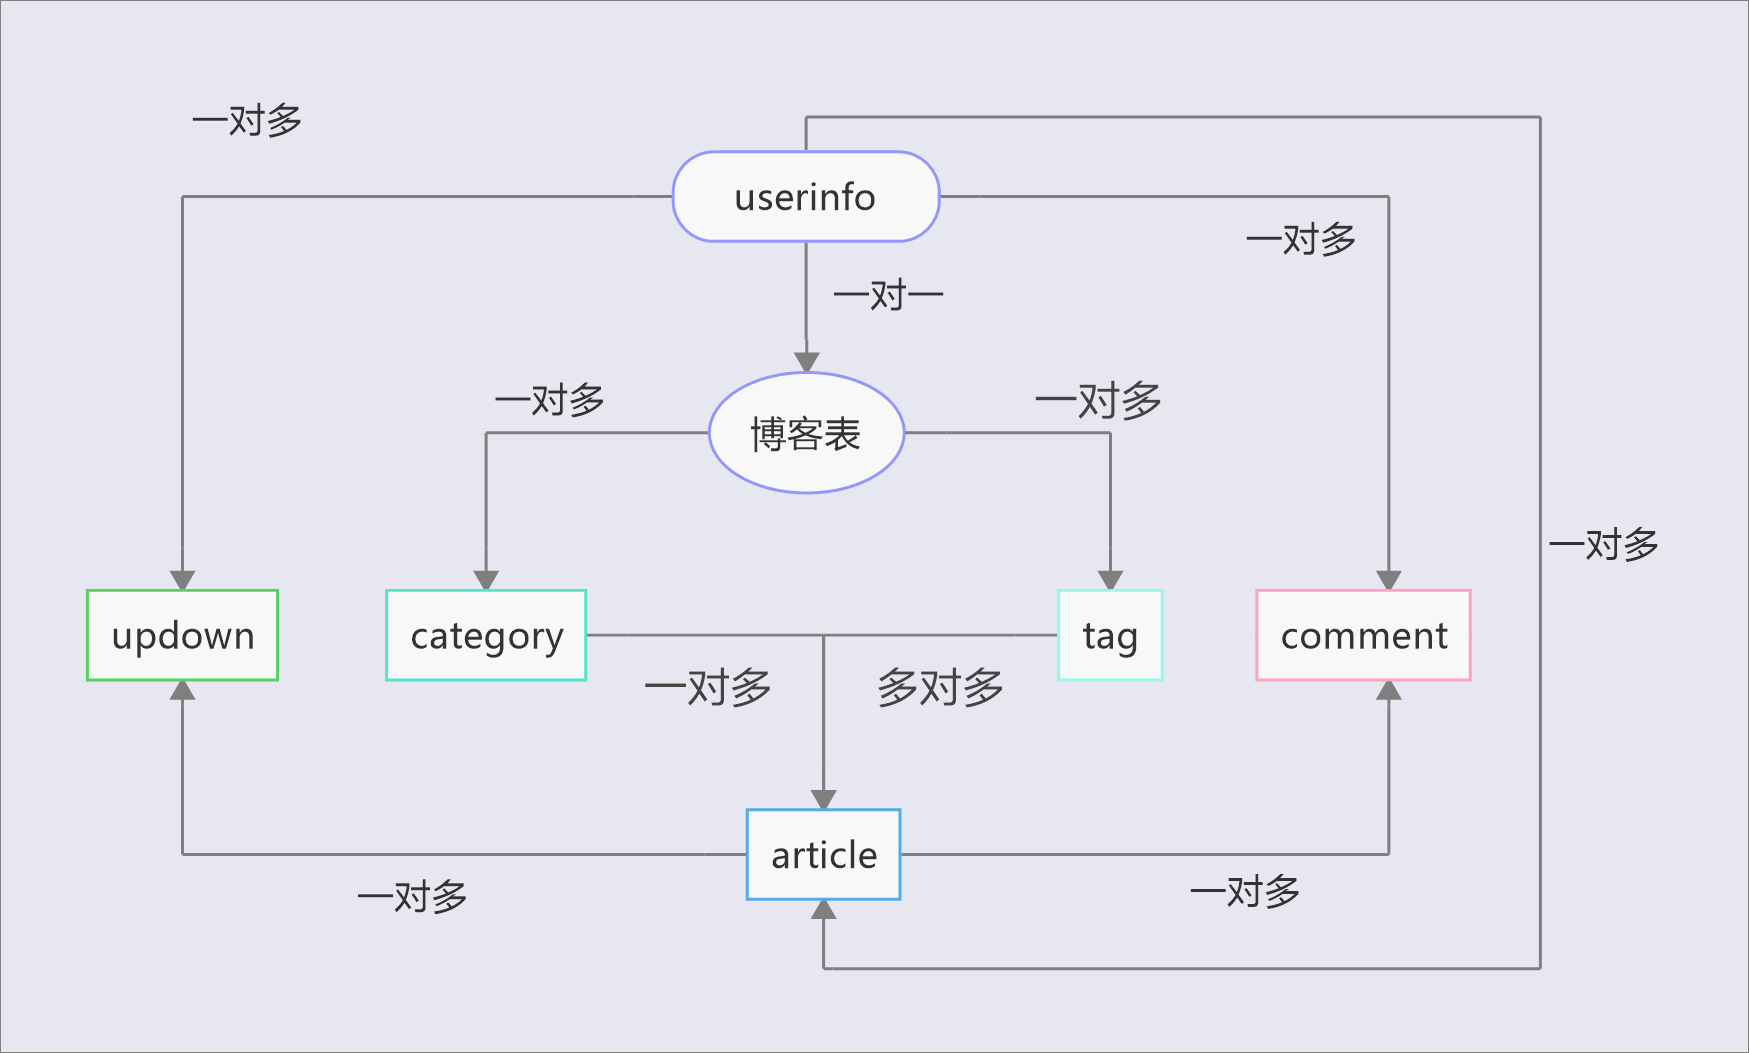 一对多
userinfo
一对多
一对一
一对多
一对多
博客表
一对多
updown
category
tag
comment
一对多
多对多
article
一对多
一对多